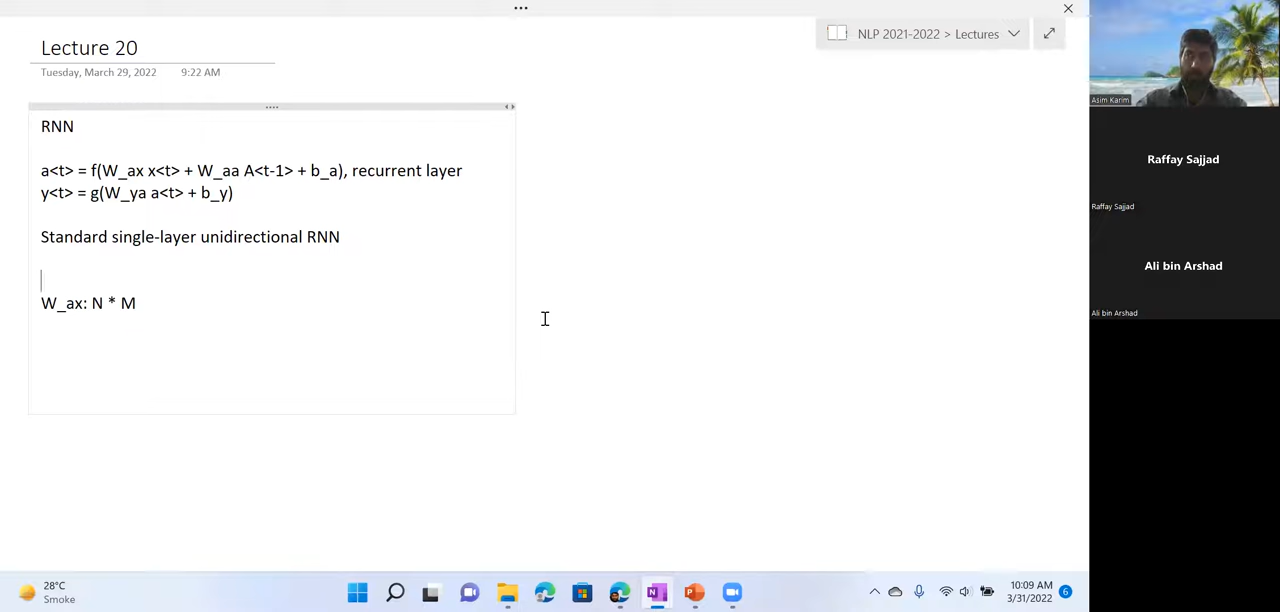 Lecture 20
NLP 2021-2022 > Lectures
Tuesday, March 29, 2022 9:22 AM
RNN
a<t> = f(W_ax x<t> + W_aa A<t-1> + b_a), recurrent layer
y<t> = g(W_ya a<t> + b_y)
Standard single-layer unidirectional RNN
W_ax: N * M
Asim Karim
Raffay Sajjad
Raffay Sajjad
Ali bin Arshad
Ali bin Arshad
28°C
Smoke
10:09 AM
3/31/2022
6